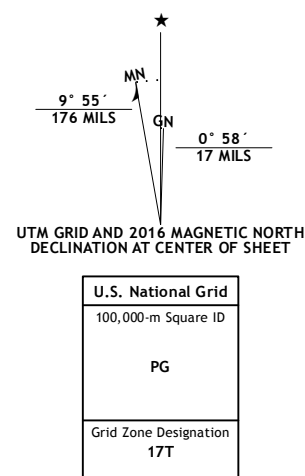 ★
MN
9° 55´
176 MILS
GN
0° 58´
17 MILS
UTM GRID AND 2016 MAGNETIC NORTH
DECLINATION AT CENTER OF SHEET
U.S. National Grid
100,000-m Square ID
PG
Grid Zone Designation
17T